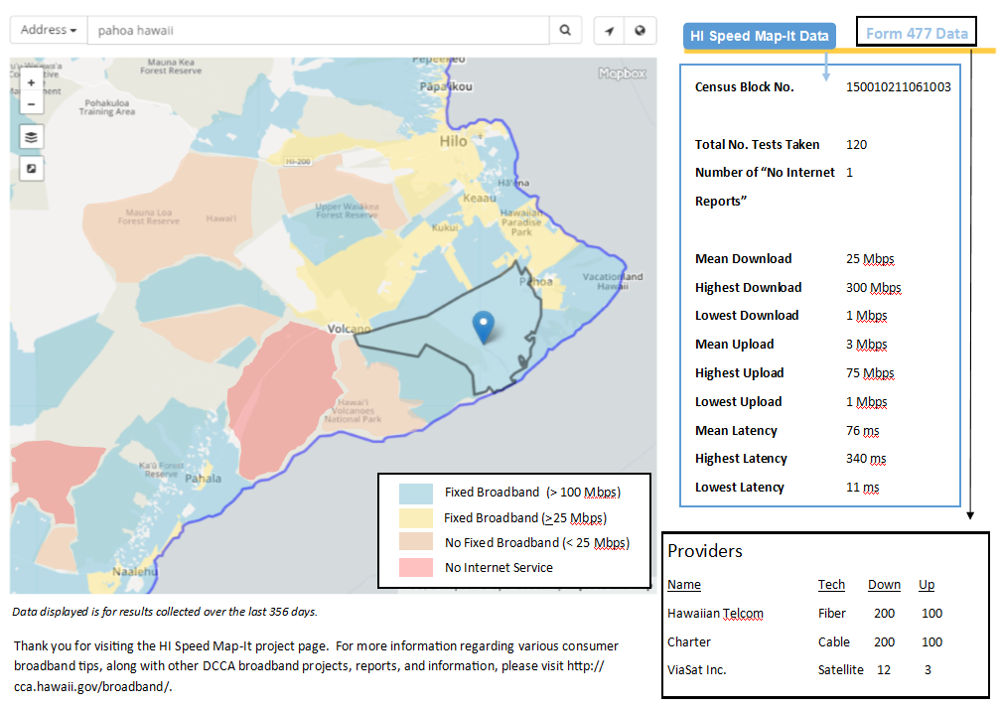 Address
pahoa hawaii
HI Speed Map-It Data
Form 477 Data
Mauna Kea
Forest Reserve
Pohakuloa
Training Area
Pāpaʻikou
Mapbox
Hilo
HI-200
Mauna Loa
Forest Reserve
Hawaiʻi
Upper Waiākea
Forest Reserve
Keaau
Hawaiian
Paradise
Park
Kukui
Pāhoa
Vacationland
Hawaii
Volcano
Hawaiʻi
Volcanoes
National Park
Kaʻū Forest
Reserve
Pahala
Naalehu
Fixed Broadband (> 100 Mbps)
Fixed Broadband (>25 Mbps)
No Fixed Broadband (< 25 Mbps)
No Internet Service
Census Block No. 150010211061003
Total No. Tests Taken 120
Number of “No Internet 1
Reports”
Mean Download 25 Mbps
Highest Download 300 Mbps
Lowest Download 1 Mbps
Mean Upload 3 Mbps
Highest Upload 75 Mbps
Lowest Upload 1 Mbps
Mean Latency 76 ms
Highest Latency 340 ms
Lowest Latency 11 ms
Providers
Name Tech Down Up
Hawaiian Telcom Fiber 200 100
Charter Cable 200 100
ViaSat Inc. Satellite 12 3
Data displayed is for results collected over the last 356 days.
Thank you for visiting the HI Speed Map-It project page. For more information regarding various consumer
broadband tips, along with other DCCA broadband projects, reports, and information, please visit http://
cca.hawaii.gov/broadband/.